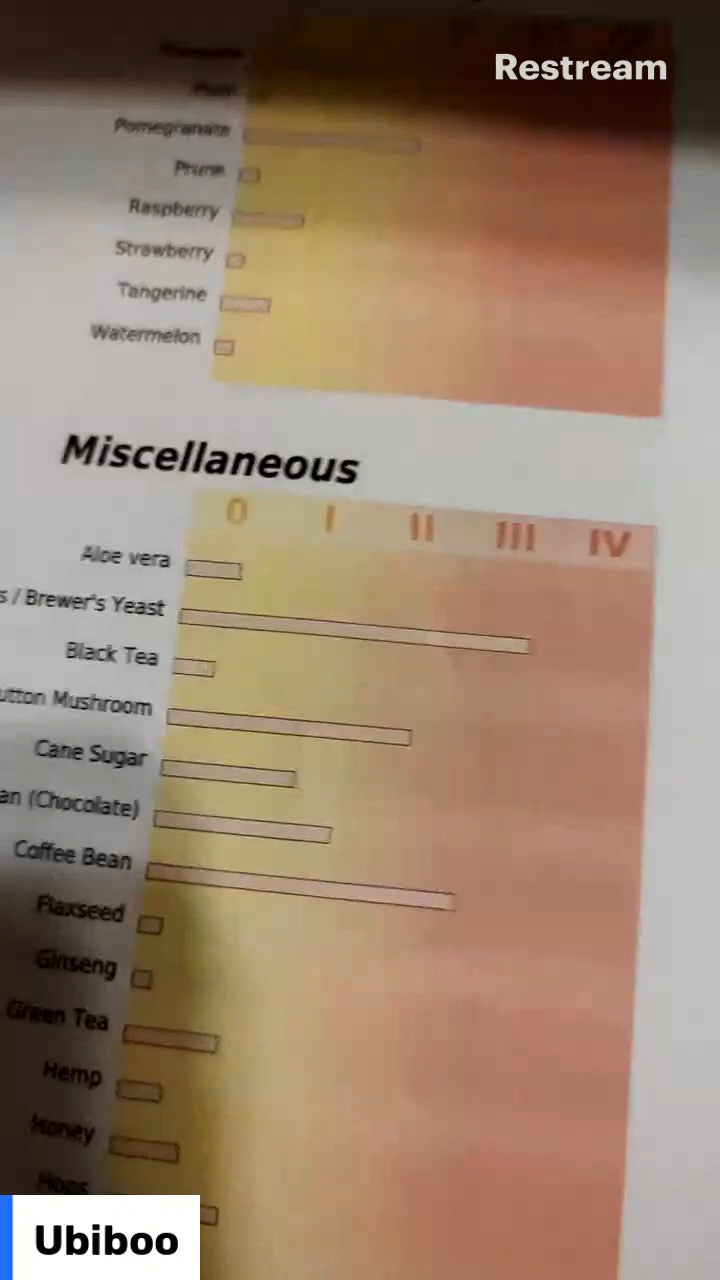 Restream
Pomegranate
Prune
Raspberry
Strawberry
Tangerine
Watermelon
Miscellaneous
0 I II III IV
Aloe vera
/ Brewer's Yeast
Black Tea
Mushroom
Cane Sugar
(Chocolate)
Coffee Bean
Flaxseed
Ginseng
Green Tea
Hemp
Honey
Hops
Ubiboo